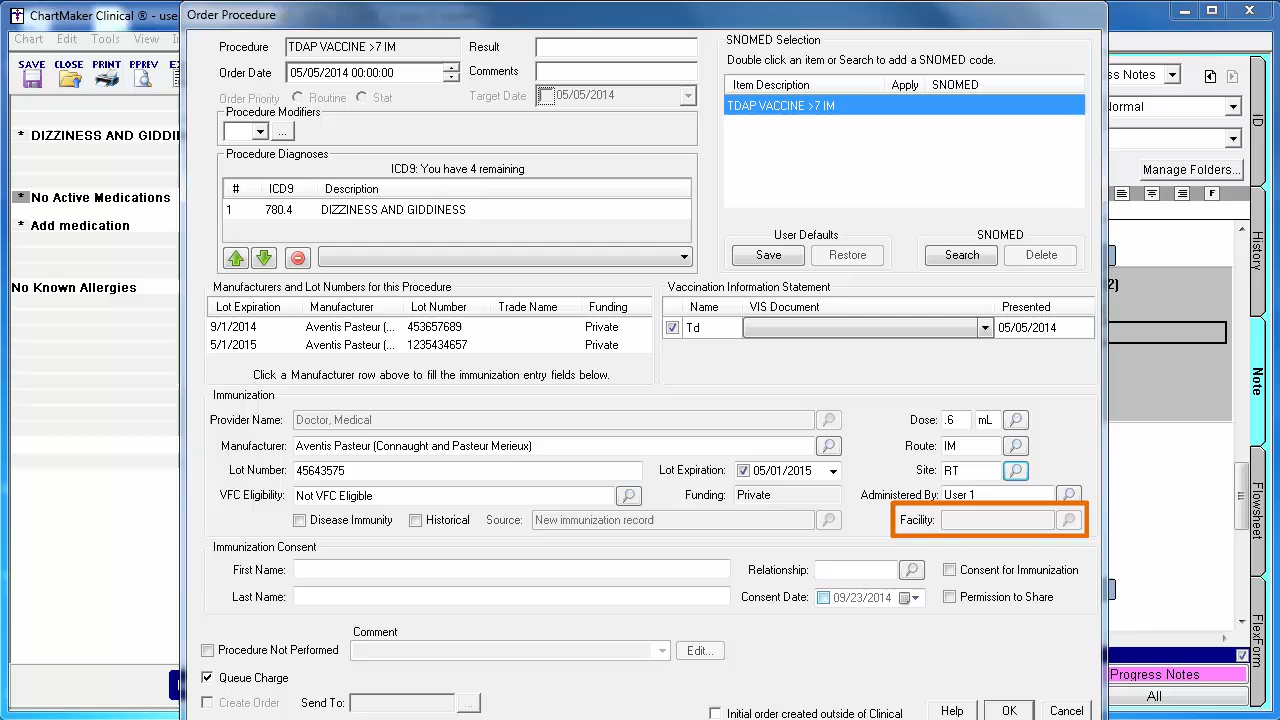 ChartMaker Clinical ® - use
Order Procedure
Chart Edit Tools View In
SAVE CLOSE PRINT PPREV
* DIZZINESS AND GIDDIN
* No Active Medications
* Add medication
No Known Allergies
Procedure TDAP VACCINE >7 IM Result
Order Date 05/05/2014 00:00:00 Comments
Order Priority Routine Stat Target Date 05/05/2014
Procedure Modifiers
...
Procedure Diagnoses
ICD9: You have 4 remaining
# ICD9 Description
1 780.4 DIZZINESS AND GIDDINESS
SNOMED Selection
Double click an item or Search to add a SNOMED code.
Item Description Apply SNOMED
TDAP VACCINE >7 IM
User Defaults SNOMED
Save Restore Search Delete
Manufacturers and Lot Numbers for this Procedure
Lot Expiration Manufacturer Lot Number Trade Name Funding
9/1/2014 Aventis Pasteur (... 453657689 Private
5/1/2015 Aventis Pasteur (... 1235434657 Private
Click a Manufacturer row above to fill the immunization entry fields below.
Vaccination Information Statement
Name VIS Document Presented
Td 05/05/2014
Immunization
Provider Name: Doctor, Medical Dose: .6 mL
Manufacturer: Aventis Pasteur (Connaught and Pasteur Merieux) Route: IM
Lot Number: 45643575 Lot Expiration: 05/01/2015 Site: RT
VFC Eligibility: Not VFC Eligible Funding: Private Administered By: User 1
Disease Immunity Historical Source: New immunization record Facility:
Immunization Consent
First Name: Relationship: Consent for Immunization
Last Name: Consent Date: 09/23/2014 Permission to Share
Comment
Procedure Not Performed Edit...
Queue Charge
Create Order Send To: ...
Initial order created outside of Clinical Help OK Cancel
ss Notes
Normal
Manage Folders...
F
2)
ID
History
Note
Flowsheet
FlexForm
Progress Notes
All